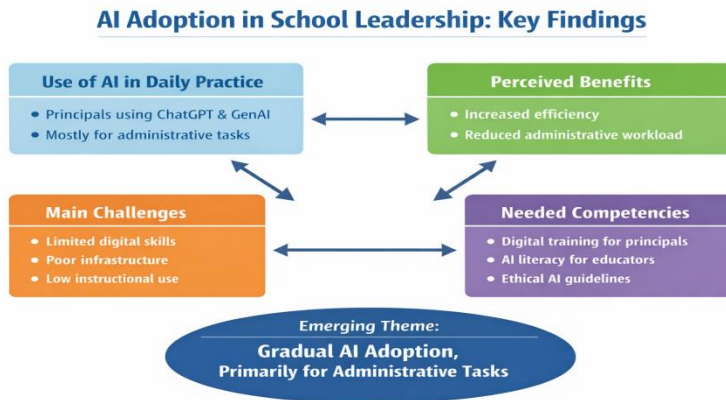 AI Adoption in School Leadership: Key Findings
Use of AI in Daily Practice
• Principals using ChatGPT & GenAI
• Mostly for administrative tasks
Perceived Benefits
• Increased efficiency
• Reduced administrative workload
Main Challenges
• Limited digital skills
• Poor infrastructure
• Low instructional use
Needed Competencies
• Digital training for principals
• AI literacy for educators
• Ethical AI guidelines
Emerging Theme:
Gradual AI Adoption,
Primarily for Administrative Tasks